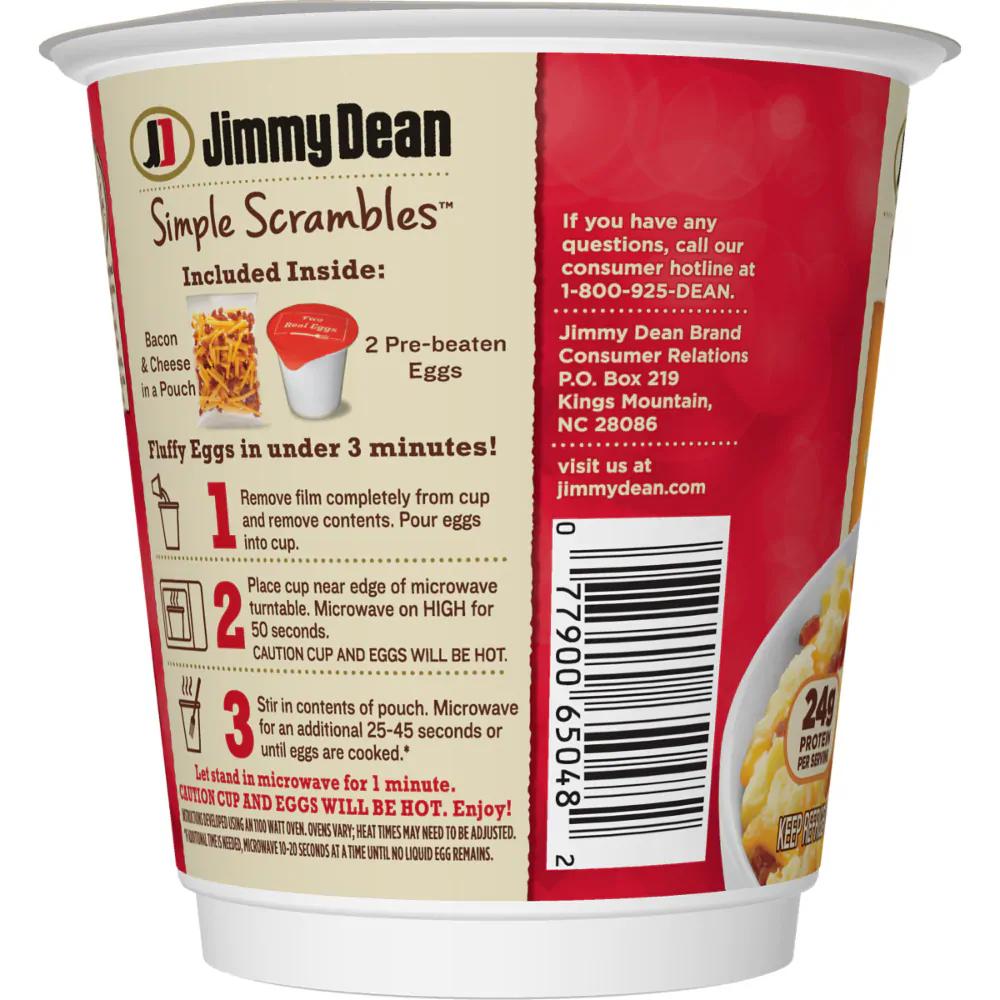 JD Jimmy Dean
Simple Scrambles™
Included Inside:
Bacon
& Cheese
in a Pouch
Two
Real Eggs
2 Pre-beaten
Eggs
Fluffy Eggs in under 3 minutes!
1
Remove film completely from cup
and remove contents. Pour eggs
into cup.
2
Place cup near edge of microwave
turntable. Microwave on HIGH for
50 seconds.
CAUTION CUP AND EGGS WILL BE HOT.
3
Stir in contents of pouch. Microwave
for an additional 25-45 seconds or
until eggs are cooked.*
Let stand in microwave for 1 minute.
CAUTION CUP AND EGGS WILL BE HOT. Enjoy!
INSTRUCTIONS DEVELOPED USING AN 1100 WATT OVEN. OVENS VARY; HEAT TIMES MAY NEED TO BE ADJUSTED.
*IF ADDITIONAL TIME IS NEEDED, MICROWAVE 10-20 SECONDS AT A TIME UNTIL NO LIQUID EGG REMAINS.
If you have any
questions, call our
consumer hotline at
1-800-925-DEAN.
Jimmy Dean Brand
Consumer Relations
P.O. Box 219
Kings Mountain,
NC 28086
visit us at
jimmydean.com
0 77900 65048 2
24g
PROTEIN
PER SERVING
KEEP